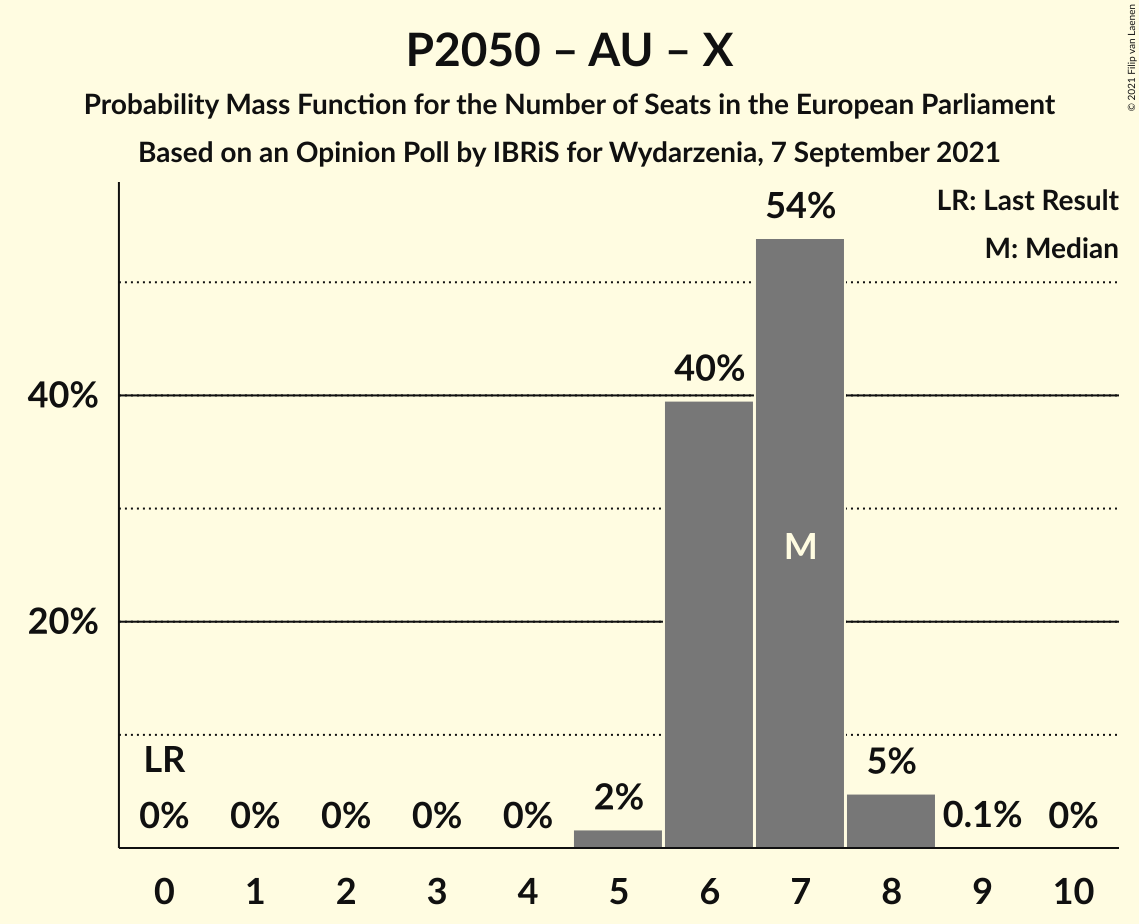 P2050 – AU – X
Probability Mass Function for the Number of Seats in the European Parliament
Based on an Opinion Poll by IBRiS for Wydarzenia, 7 September 2021
© 2021 Filip van Laenen
LR: Last Result
M: Median
54%
40%
40%
M
20%
LR
5%
2%
0% 0% 0% 0% 0% 0.1% 0%
0 1 2 3 4 5 6 7 8 9 10